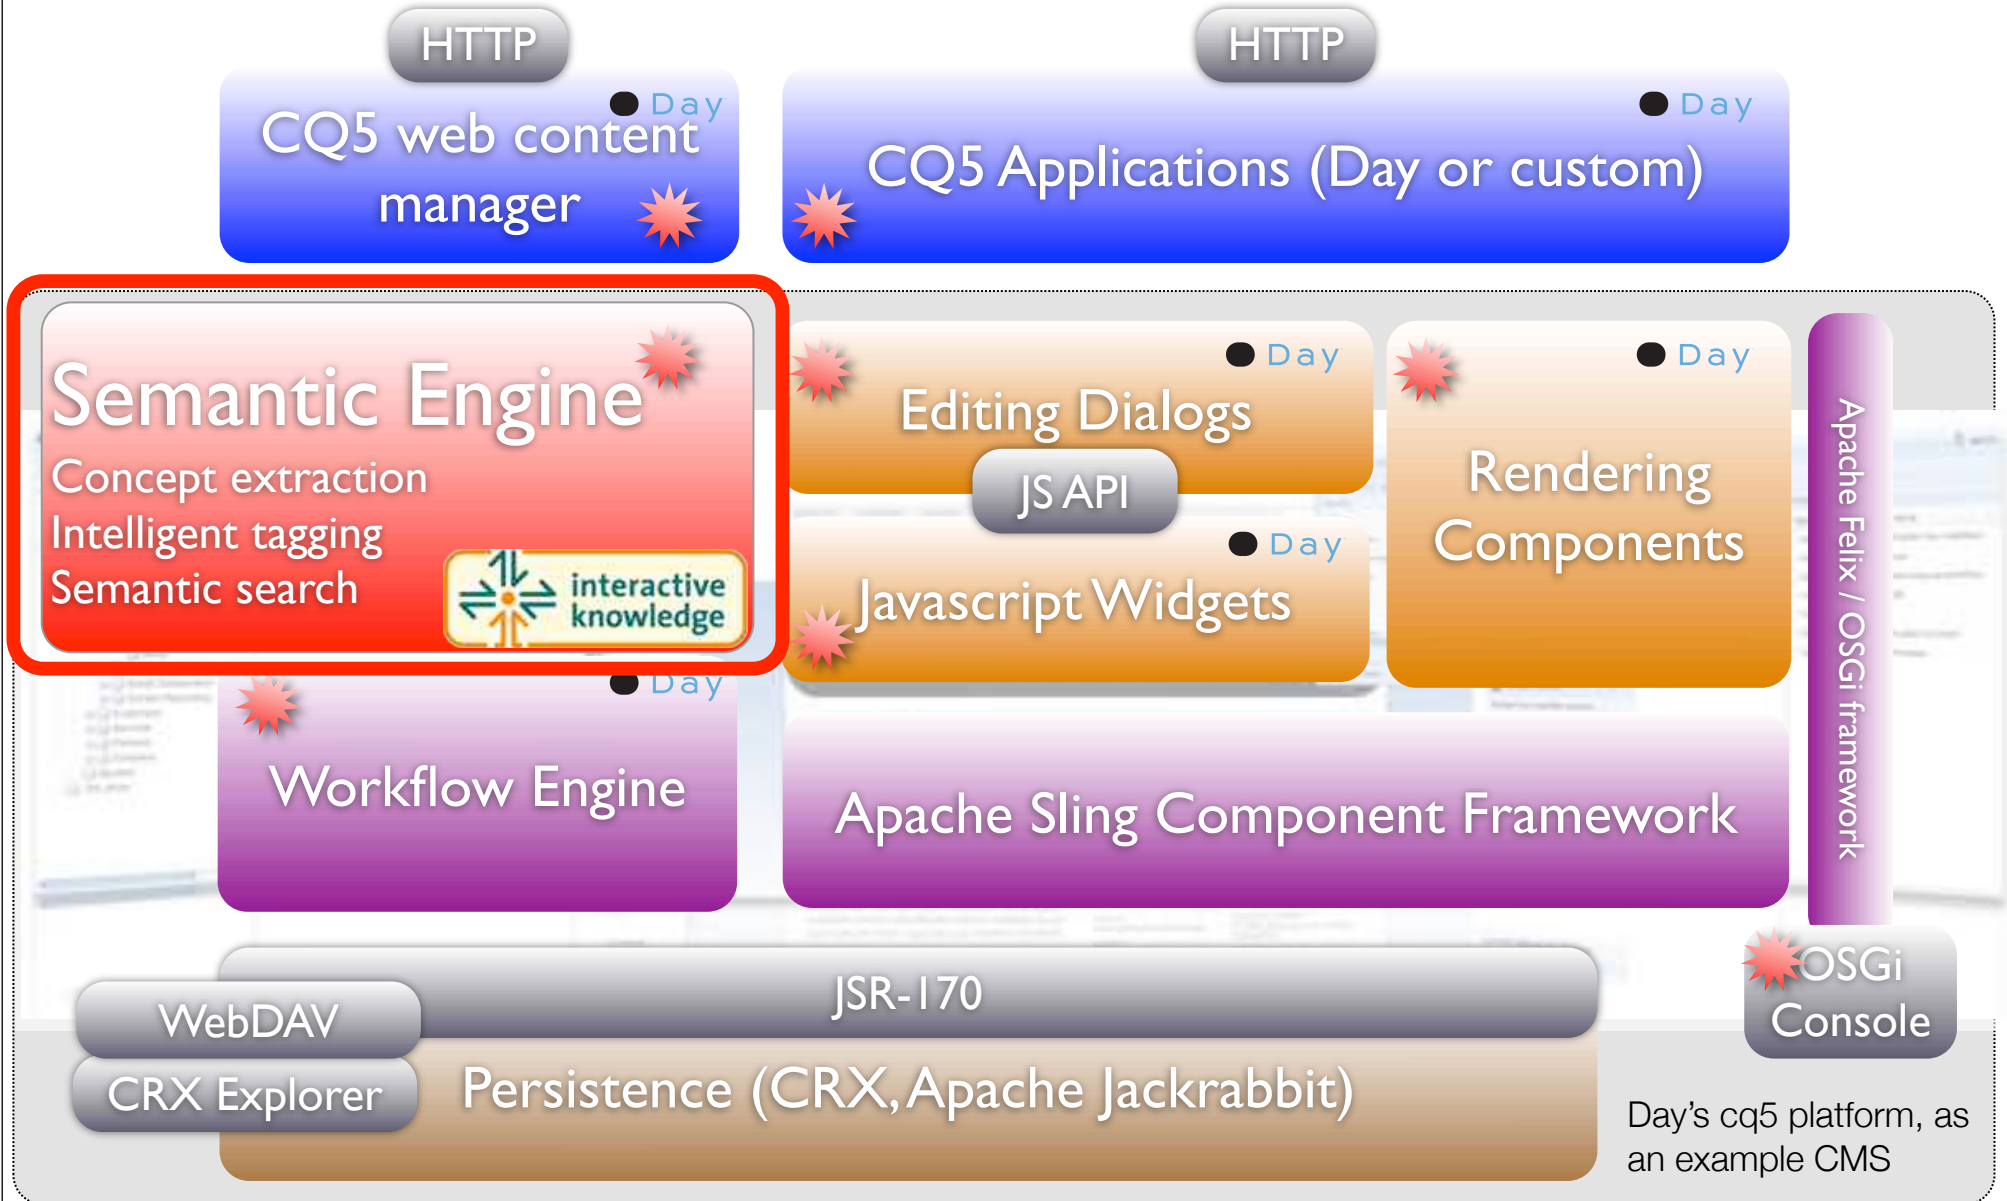 HTTP
HTTP
Day
CQ5 web content
manager
Day
CQ5 Applications (Day or custom)
Semantic Engine
Concept extraction
Intelligent tagging
Semantic search
interactive
knowledge
Day
Editing Dialogs
JS API
Day
Javascript Widgets
Day
Rendering
Components
Apache Felix / OSGi framework
Day
Workflow Engine
Apache Sling Component Framework
OSGi
Console
JSR-170
WebDAV
CRX Explorer
Persistence (CRX, Apache Jackrabbit)
Day's cq5 platform, as
an example CMS